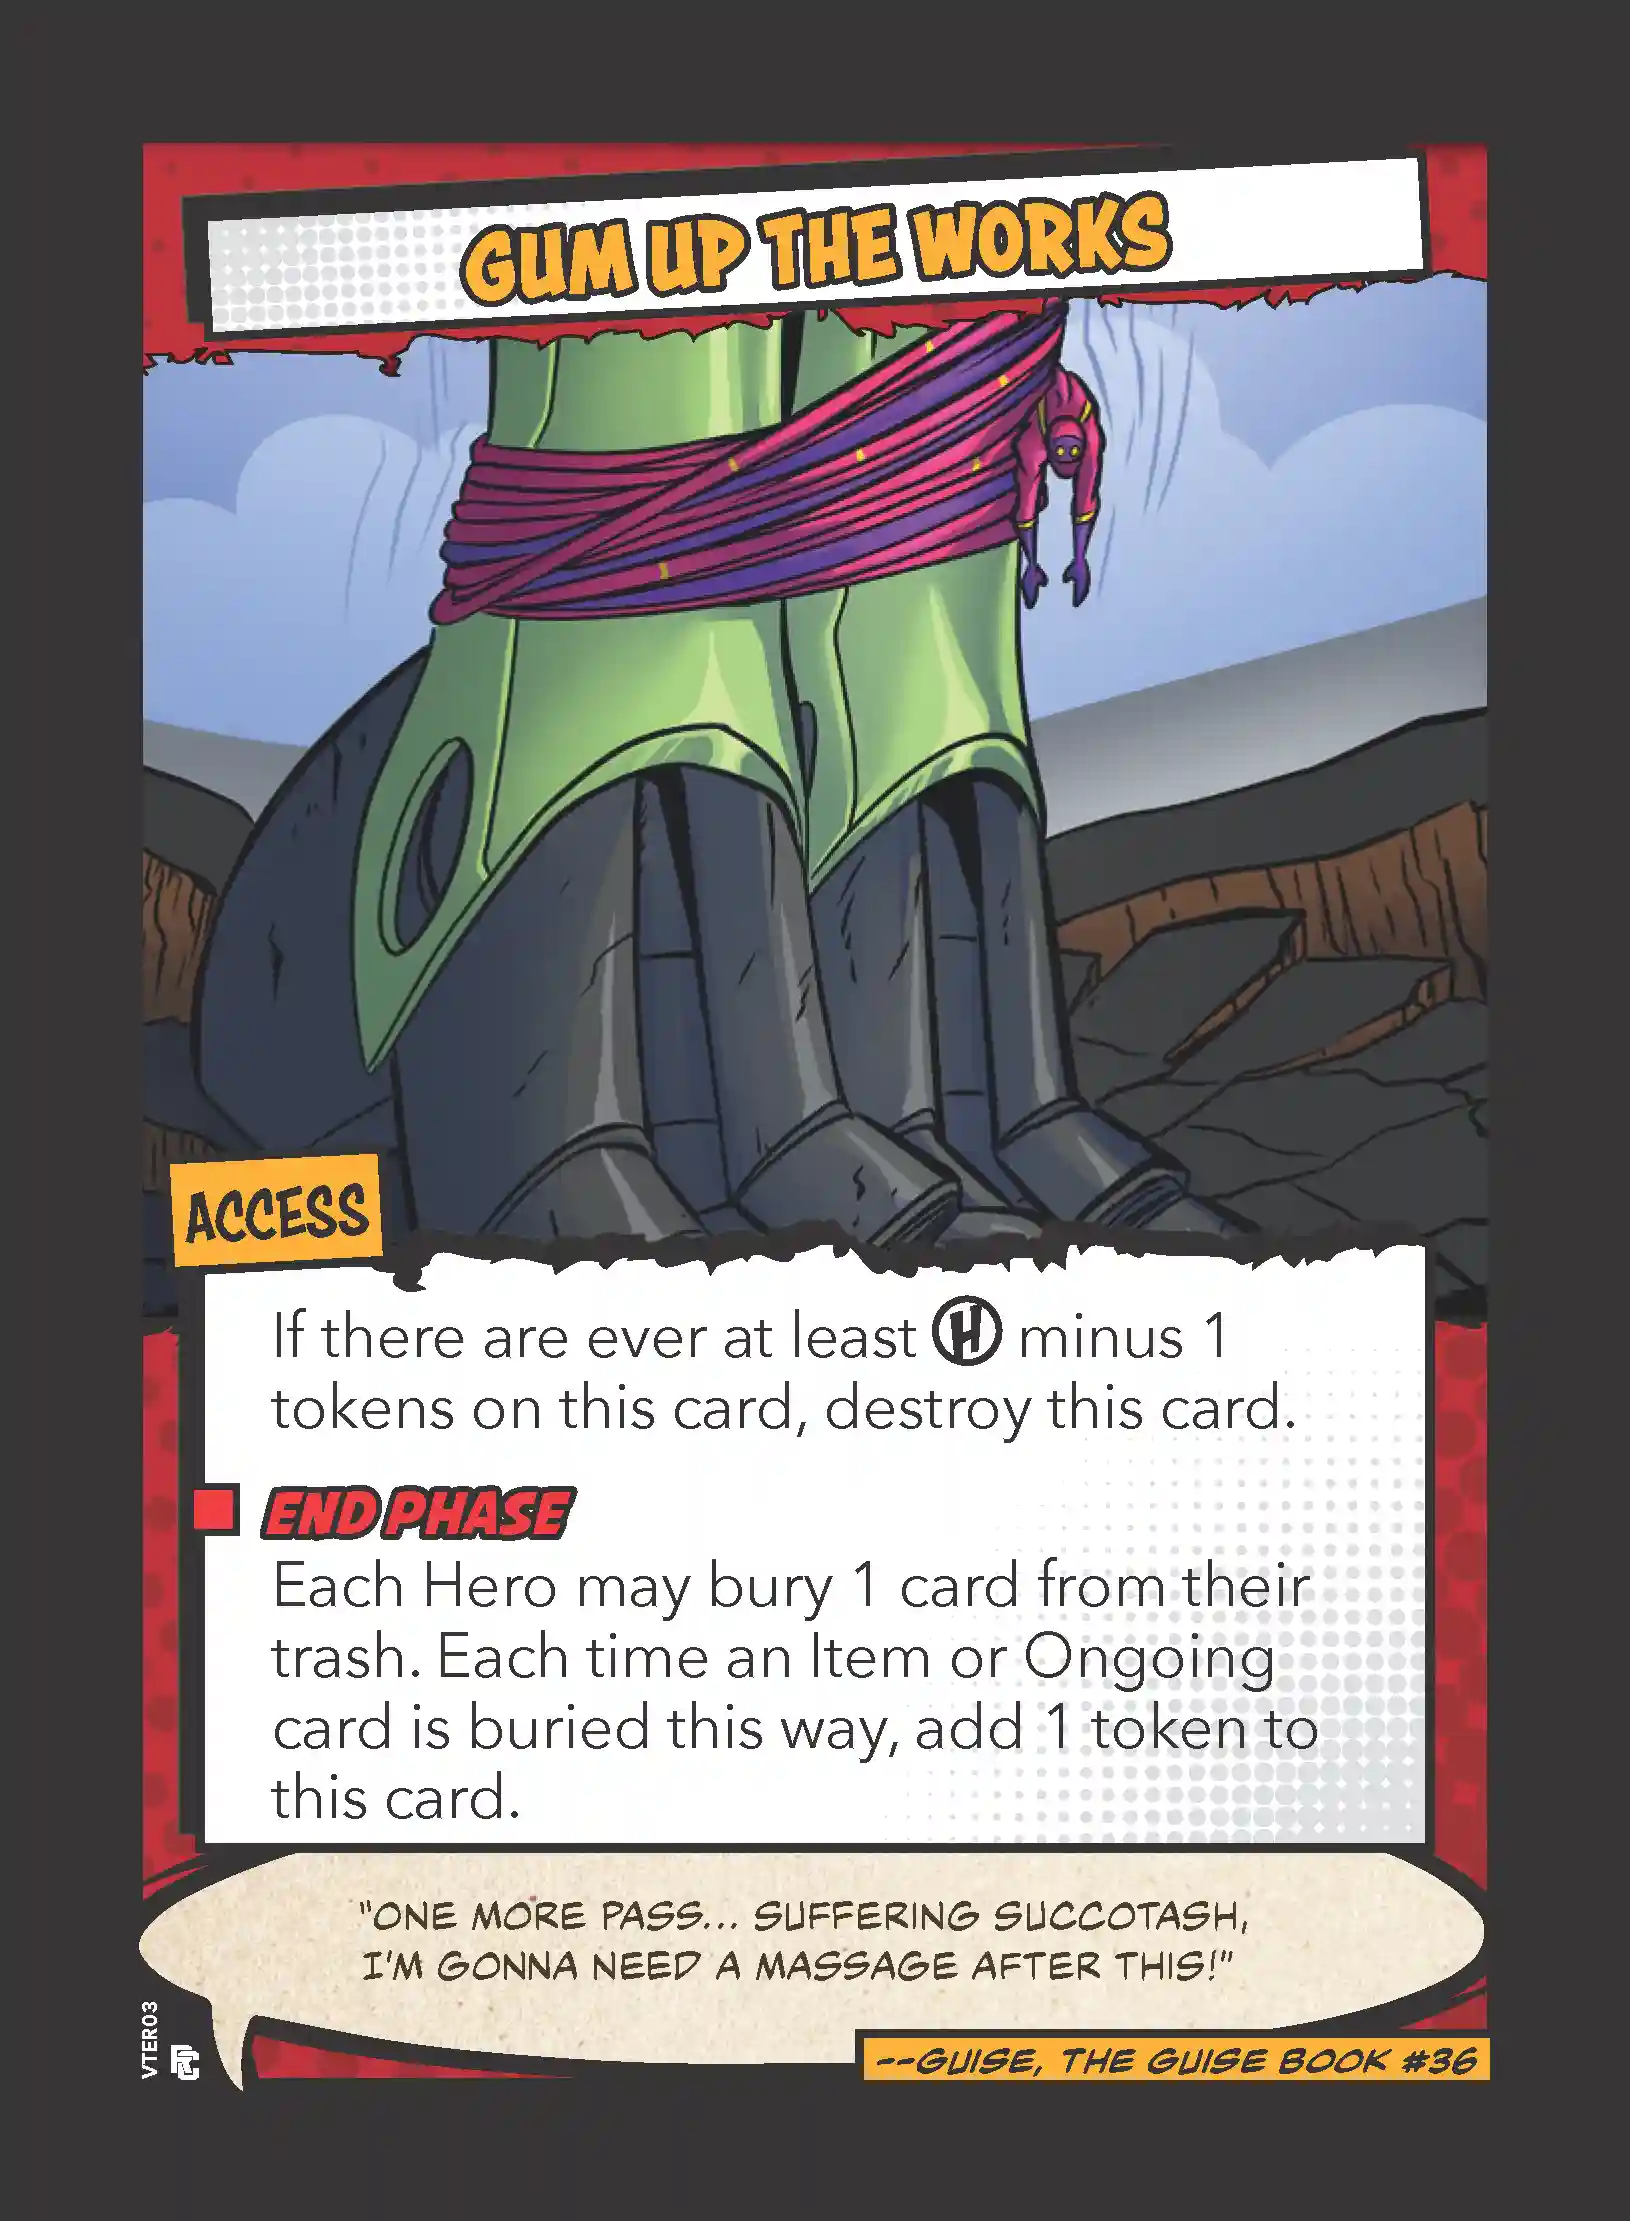 GUM UP THE WORKS
ACCESS
If there are ever at least Ⓗ minus 1
tokens on this card, destroy this card.
END PHASE
Each Hero may bury 1 card from their
trash. Each time an Item or Ongoing
card is buried this way, add 1 token to
this card.
"ONE MORE PASS... SUFFERING SUCCOTASH,
I'M GONNA NEED A MASSAGE AFTER THIS!"
--GUISE, THE GUISE BOOK #36
VTER03